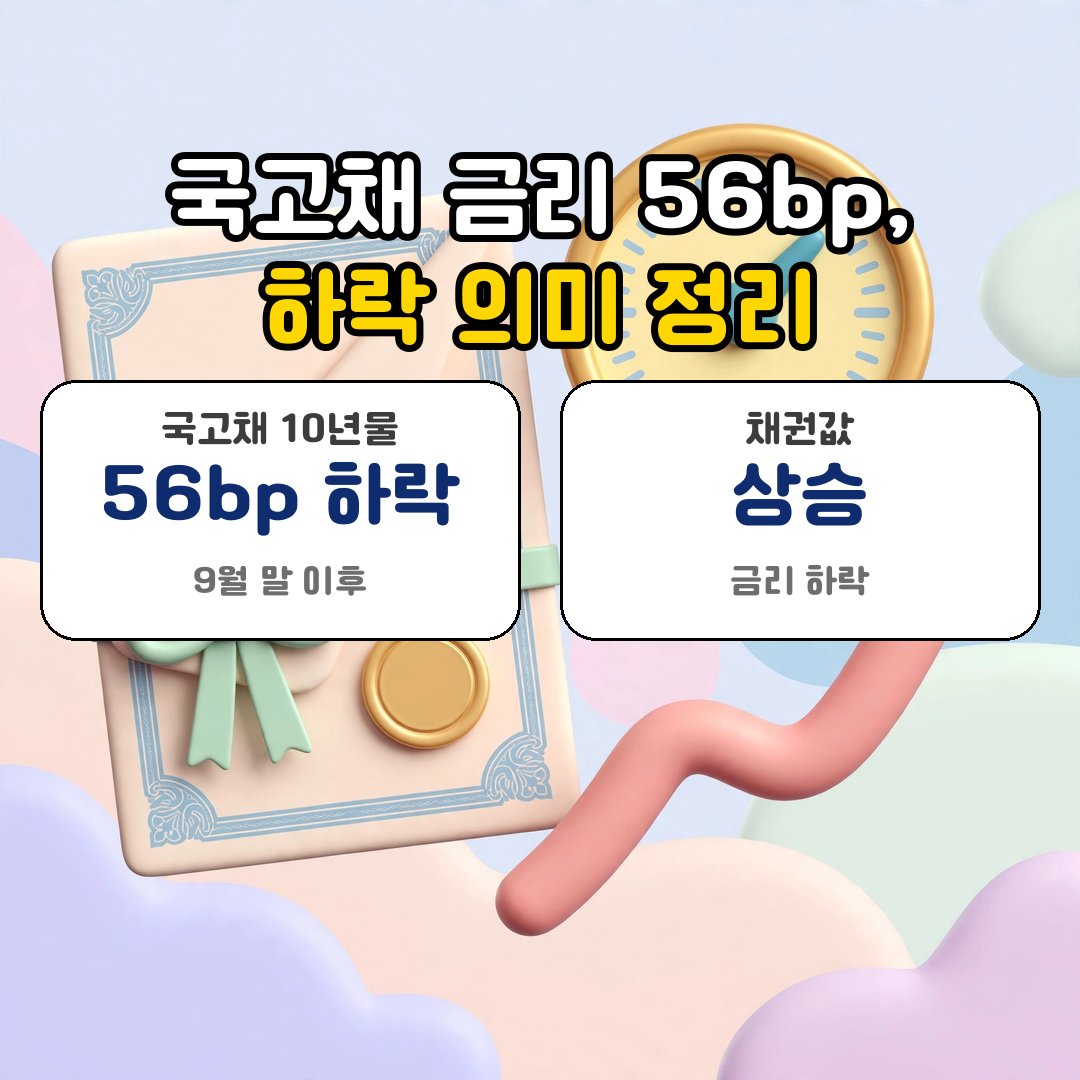 국고채 금리 56bp,
하락 의미 정리
국고채 10년물
56bp 하락
9월 말 이후
채권값
상승
금리 하락